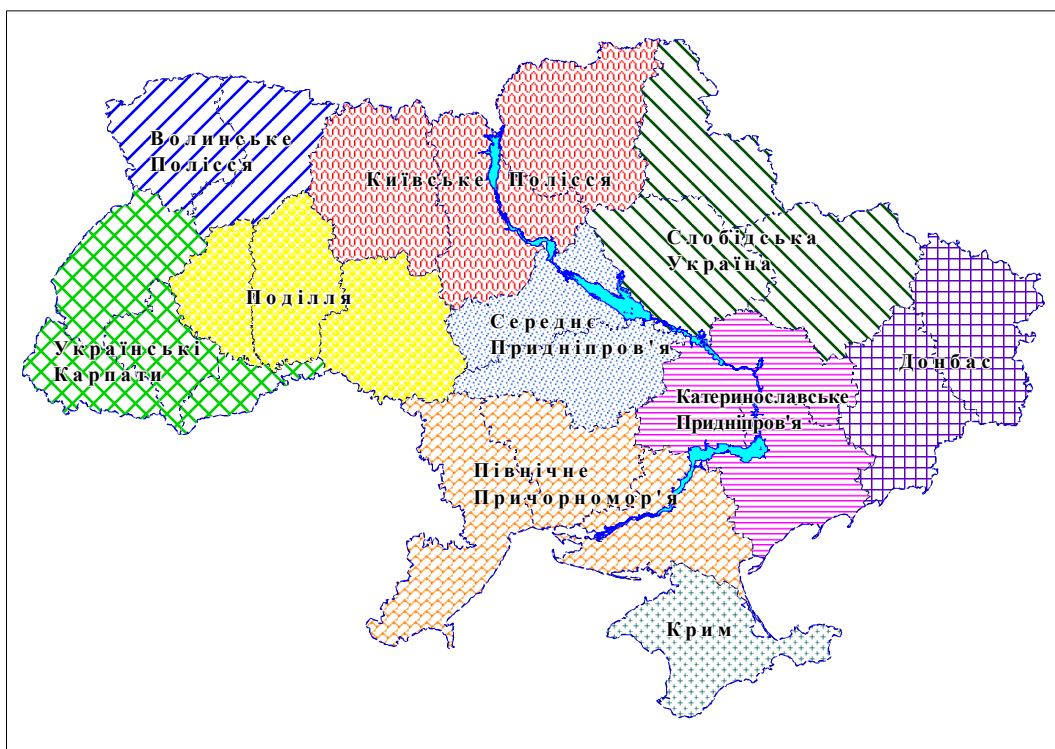 Волинське
Полісся
Київське Полісся
Слобідська
Україна
Поділля
Середнє
Придніпров'я
Українські
Карпати
Донбас
Катеринославське
Придніпров'я
Північне
Причорномор'я
Крим